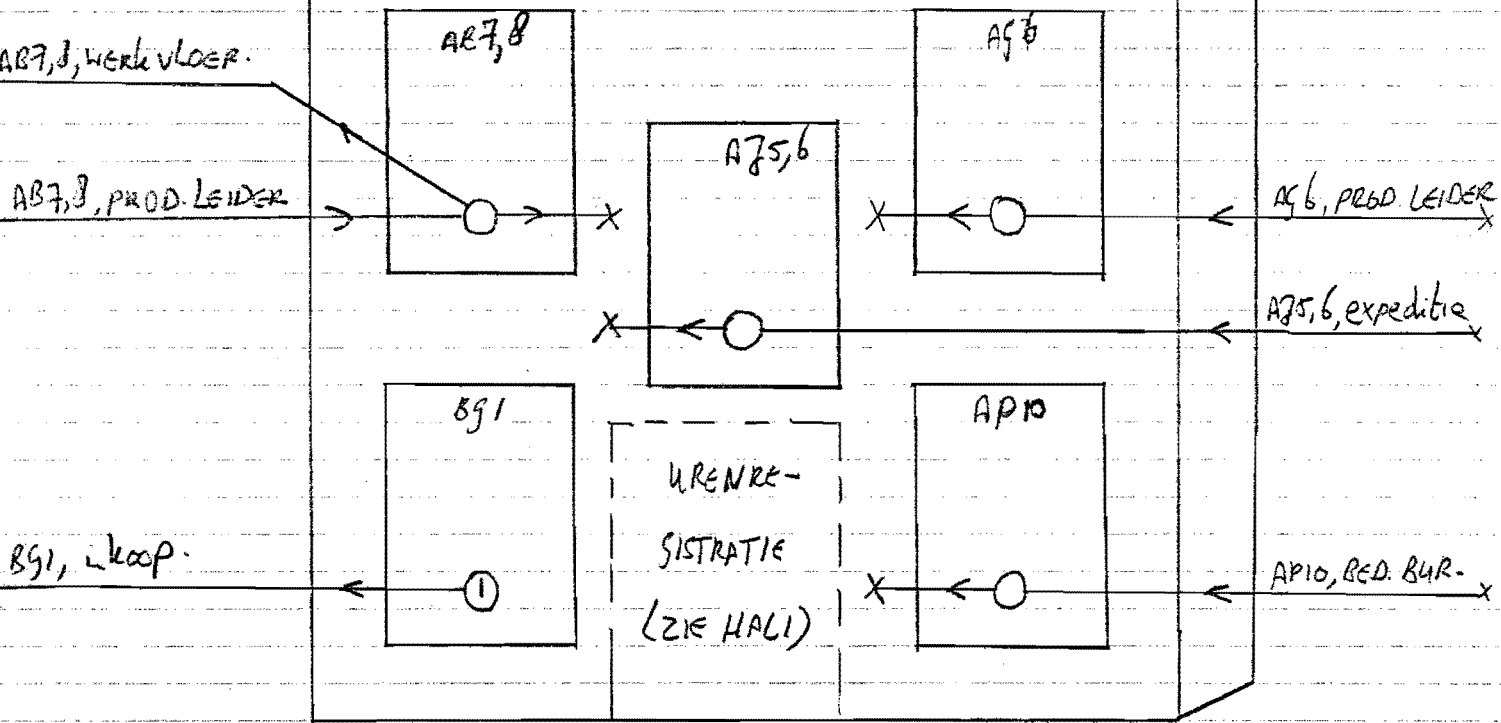 AB7,8
AG6
AB7,8, WERKVLOER.
AJ5,6
AB7,8, PROD. LEIDER
AG6, PROD. LEIDER
AJ5,6, expeditie
BG1
AP10
URENRE-
GISTRATIE
(ZIE HAL1)
BG1, inkoop.
AP10, BED. BUR.